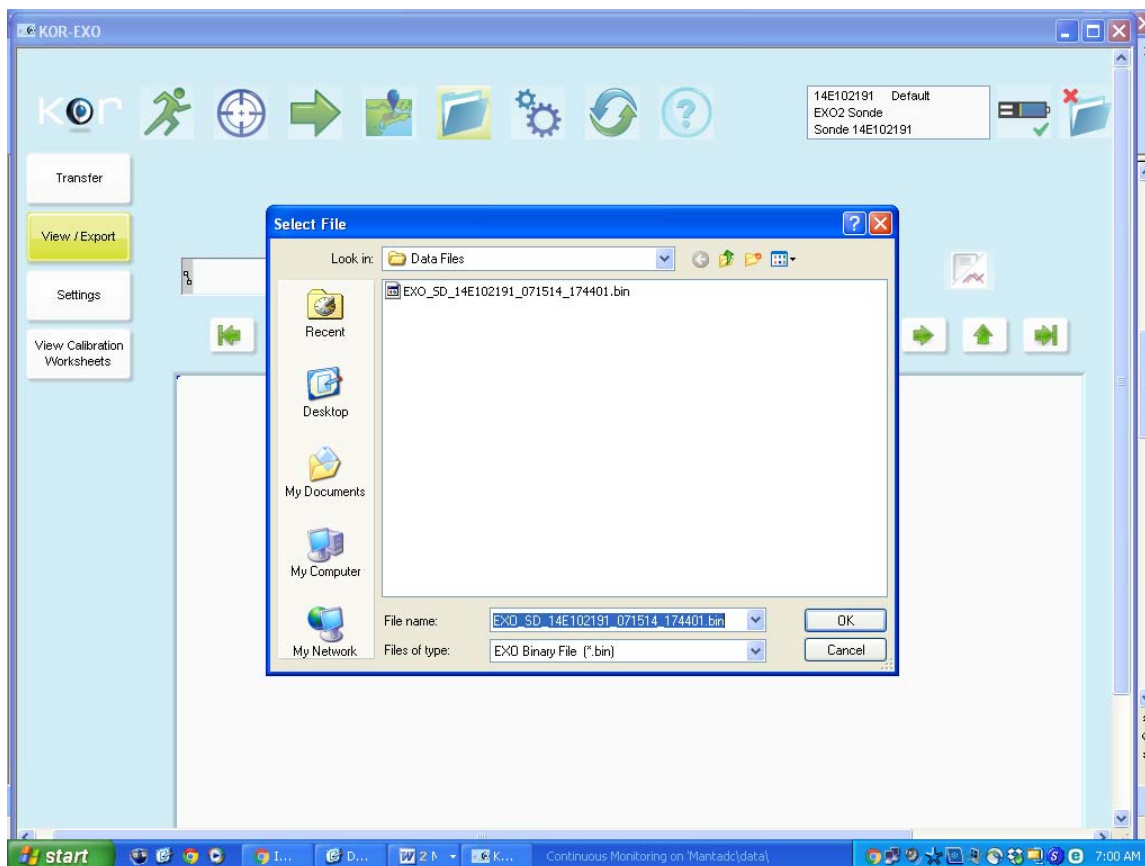 KOR-EXO
KOR
14E102191 Default
EXO2 Sonde
Sonde 14E102191
Transfer
View / Export
Settings
View Calibration
Worksheets
Select File
Look in:
Data Files
EXO_SD_14E102191_071514_174401.bin
Recent
Desktop
My Documents
My Computer
My Network
File name:
EXO_SD_14E102191_071514_174401.bin
OK
Files of type:
EXO Binary File (*.bin)
Cancel
start
I...
D...
2
K...
Continuous Monitoring on 'Mantadc\data\
7:00 AM